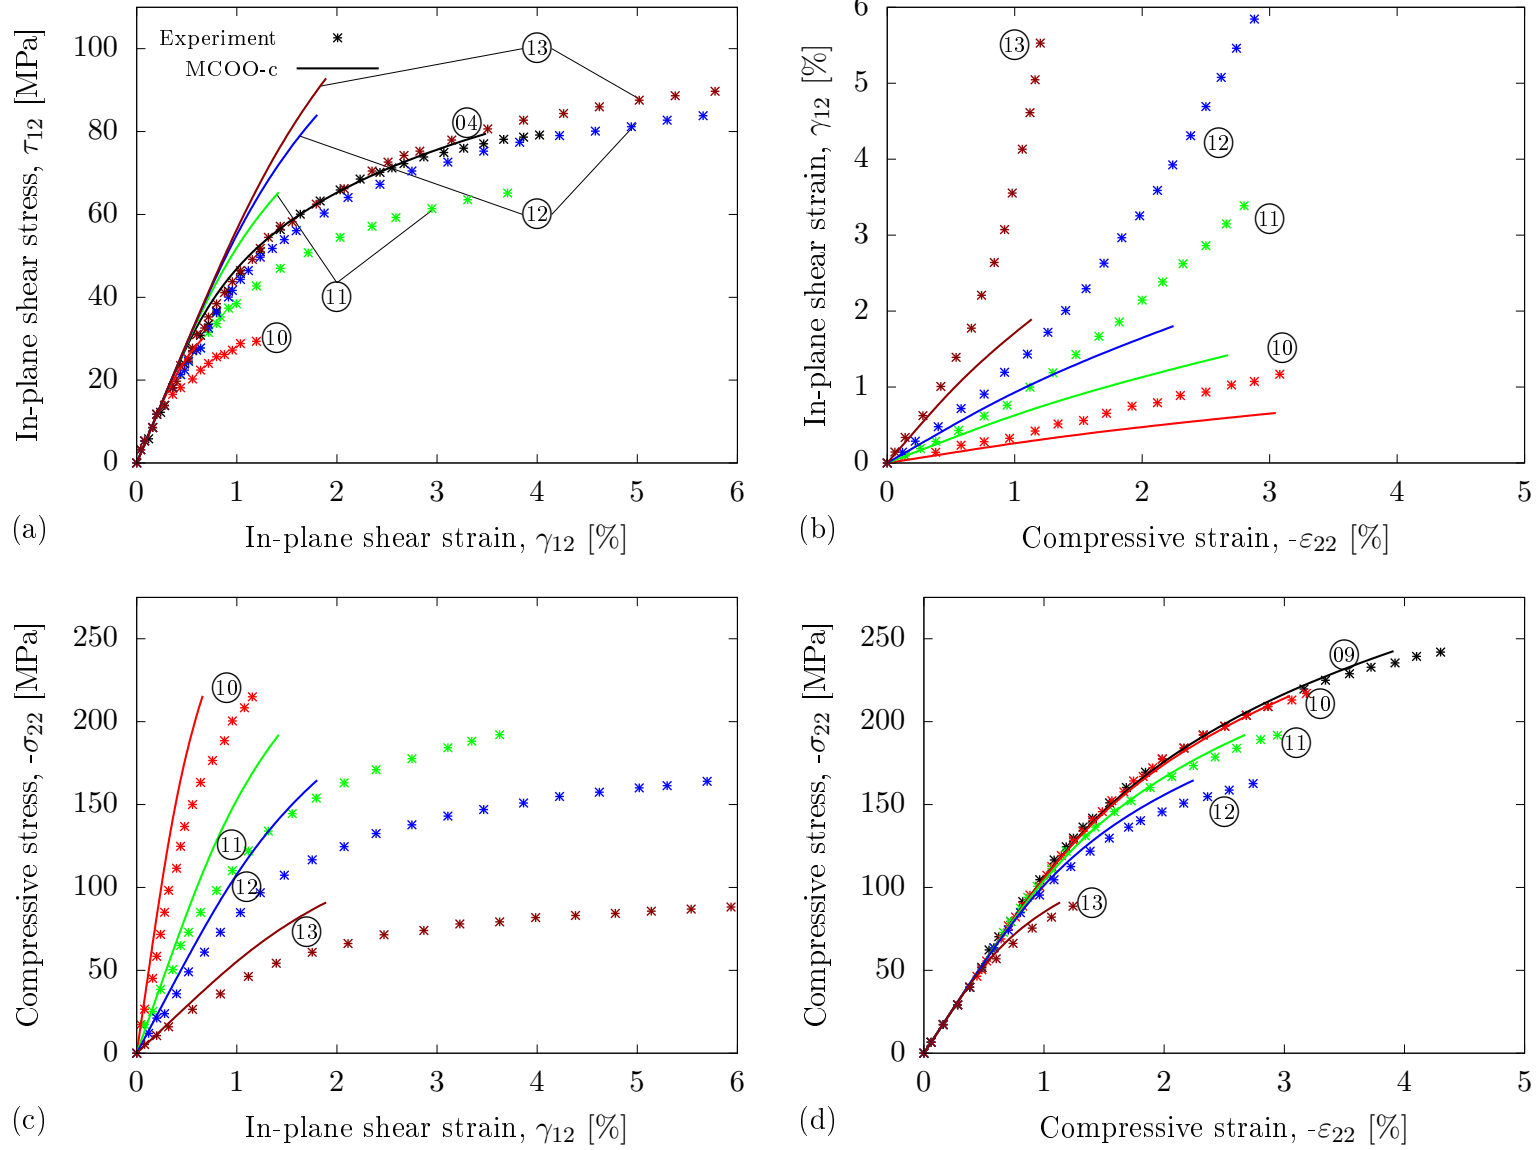 100
80
60
40
20
0
0 1 2 3 4 5 6
In-plane shear stress, τ12 [MPa]
In-plane shear strain, γ12 [%]
(a)
Experiment
MCOO-c
13
04
12
11
10
6
5
4
3
2
1
0
0 1 2 3 4 5
In-plane shear strain, γ12 [%]
Compressive strain, -ε22 [%]
(b)
13
12
11
10
250
200
150
100
50
0
0 1 2 3 4 5 6
Compressive stress, -σ22 [MPa]
In-plane shear strain, γ12 [%]
(c)
10
11
12
13
250
200
150
100
50
0
0 1 2 3 4 5
Compressive stress, -σ22 [MPa]
Compressive strain, -ε22 [%]
(d)
09
10
11
12
13